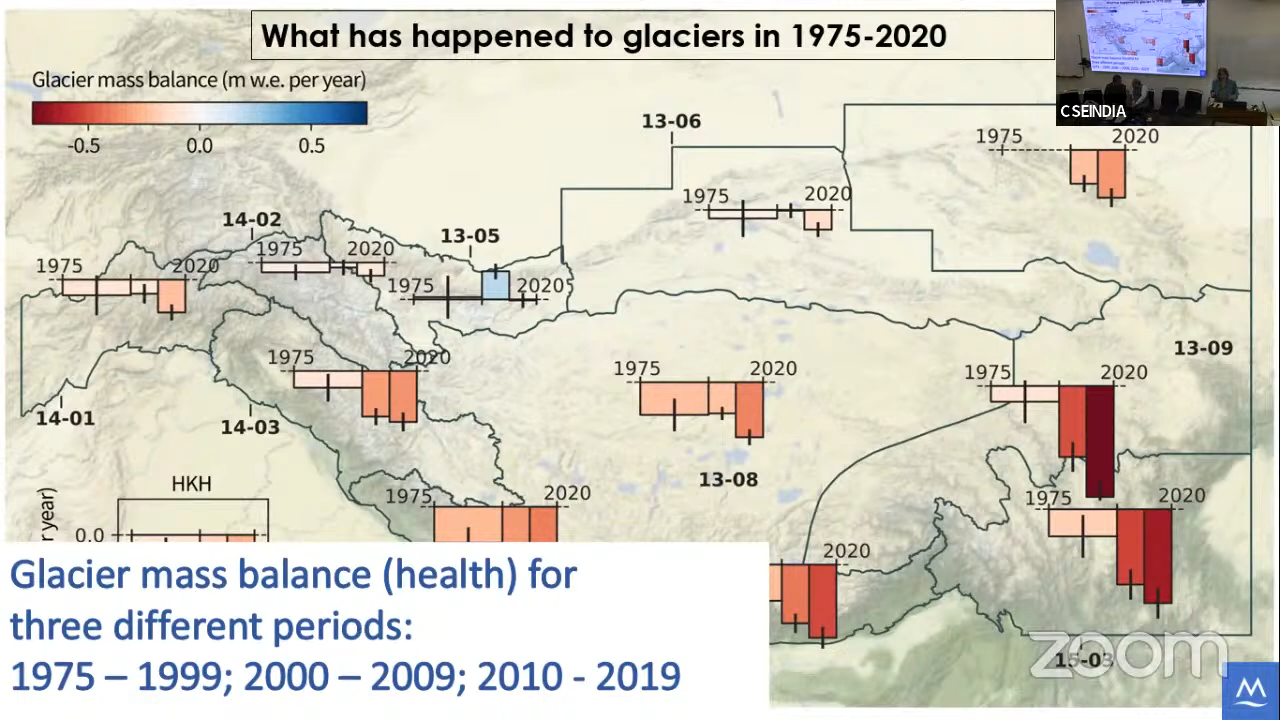 What has happened to glaciers in 1975-2020
Glacier mass balance (m w.e. per year)
-0.5 0.0 0.5
CSEINDIA
13-06
1975 2020
1975 2020
14-02
13-05
1975 2020
1975 2020
1975 2020
13-09
1975 2020
1975 2020
1975 2020
14-01
14-03
13-08
HKH
1975 2020
1975 2020
year)
0.0
2020
Glacier mass balance (health) for
three different periods:
1975 – 1999; 2000 – 2009; 2010 - 2019
zoom
15-03